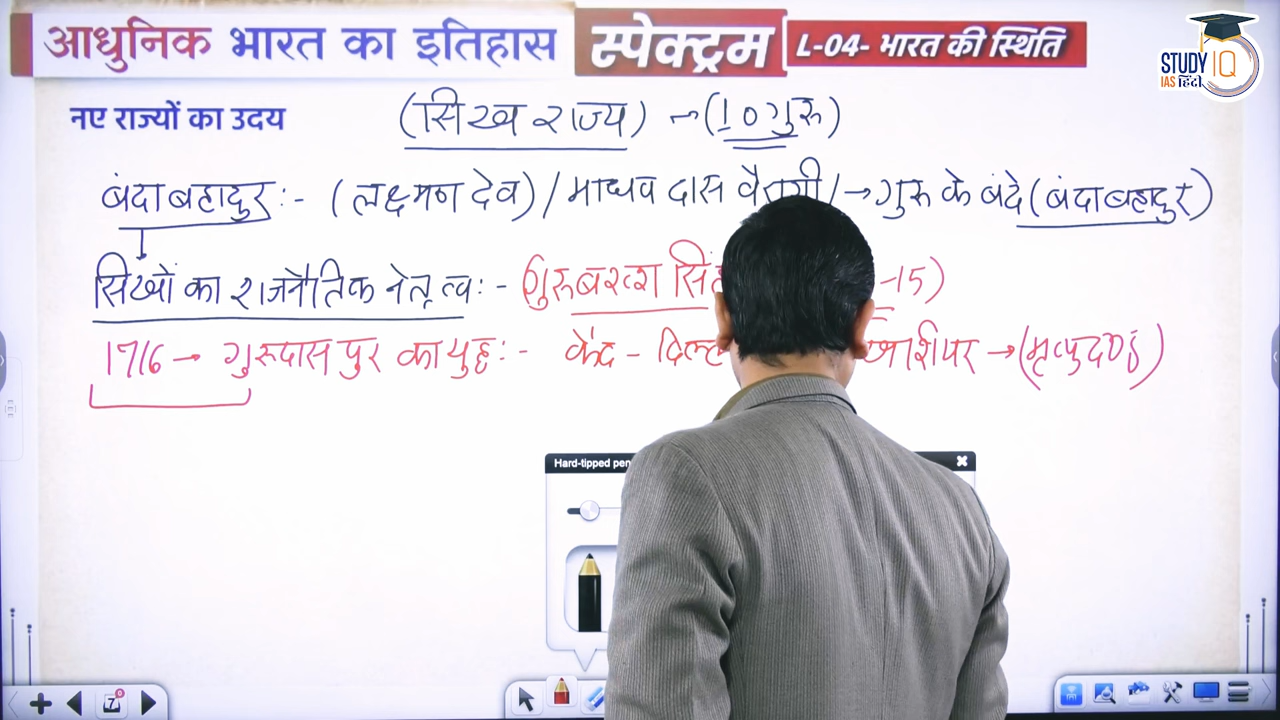 आधुनिक भारत का इतिहास स्पेक्ट्रम L-04- भारत की स्थिति
STUDY IQ
IAS हिंदी
नए राज्यों का उदय (सिख राज्य) → (10 गुरु)
बंदा बहादुर :- (लक्ष्मण देव) / माधव दास वैरागी / → गुरु के बंदे (बंदाबहादुर)
सिखों का राजनैतिक नेतृत्व :- (गुरुबख्श सिं -15)
1716 → गुरुदासपुर का युद्ध :- कैद - दिल्ल → (मृत्युदण्ड)
Hard-tipped pen
7